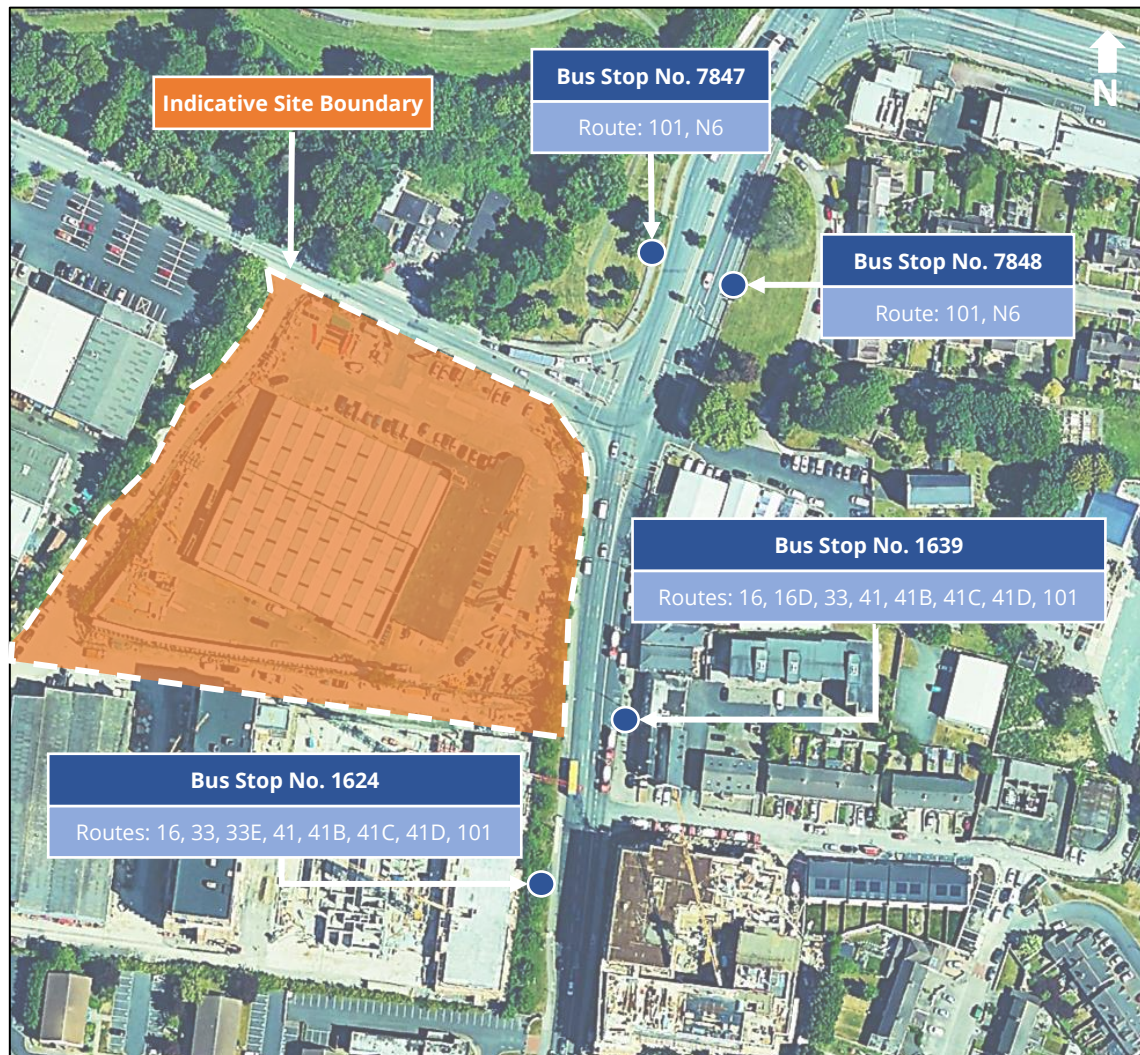 Bus Stop No. 7847
Route: 101, N6
N
Indicative Site Boundary
Bus Stop No. 7848
Route: 101, N6
Bus Stop No. 1639
Routes: 16, 16D, 33, 41, 41B, 41C, 41D, 101
Bus Stop No. 1624
Routes: 16, 33, 33E, 41, 41B, 41C, 41D, 101